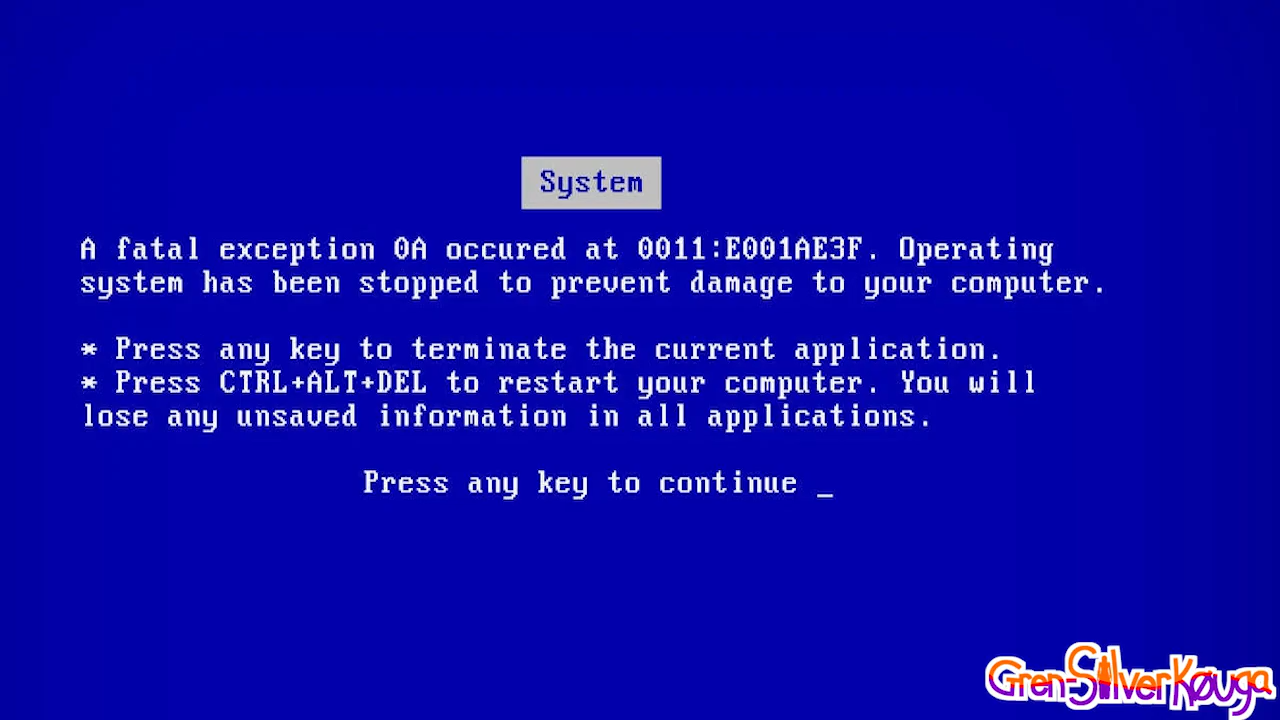 System
A fatal exception 0A occured at 0011:E001AE3F. Operating
system has been stopped to prevent damage to your computer.
* Press any key to terminate the current application.
* Press CTRL+ALT+DEL to restart your computer. You will
lose any unsaved information in all applications.
Press any key to continue _
Gren-SilverKøuga